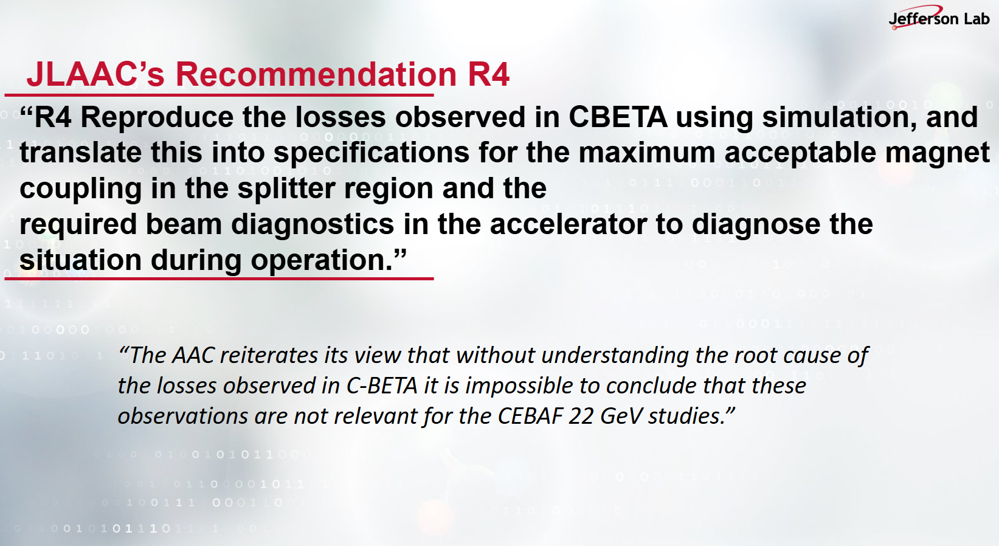 Jefferson Lab
JLAAC’s Recommendation R4
“R4 Reproduce the losses observed in CBETA using simulation, and
translate this into specifications for the maximum acceptable magnet
coupling in the splitter region and the
required beam diagnostics in the accelerator to diagnose the
situation during operation.”
“The AAC reiterates its view that without understanding the root cause of
the losses observed in C-BETA it is impossible to conclude that these
observations are not relevant for the CEBAF 22 GeV studies.”